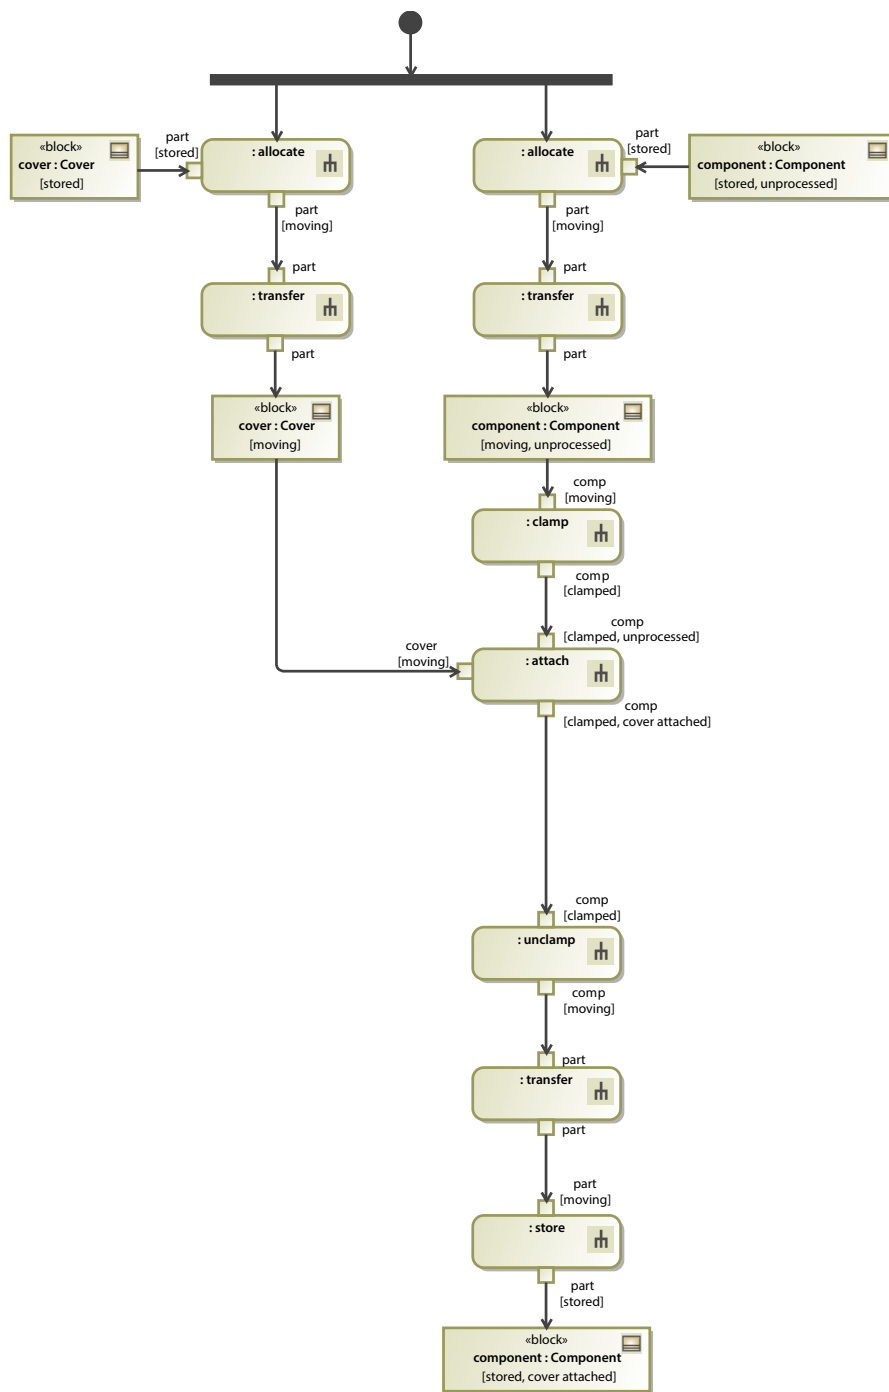 «block»
cover : Cover
[stored]
part
[stored]
: allocate
: allocate
part
[stored]
«block»
component : Component
[stored, unprocessed]
part
[moving]
part
[moving]
part
: transfer
part
: transfer
part
part
«block»
cover : Cover
[moving]
«block»
component : Component
[moving, unprocessed]
comp
[moving]
: clamp
comp
[clamped]
comp
[clamped, unprocessed]
cover
[moving]
: attach
comp
[clamped, cover attached]
comp
[clamped]
: unclamp
comp
[moving]
part
: transfer
part
part
[moving]
: store
part
[stored]
«block»
component : Component
[stored, cover attached]